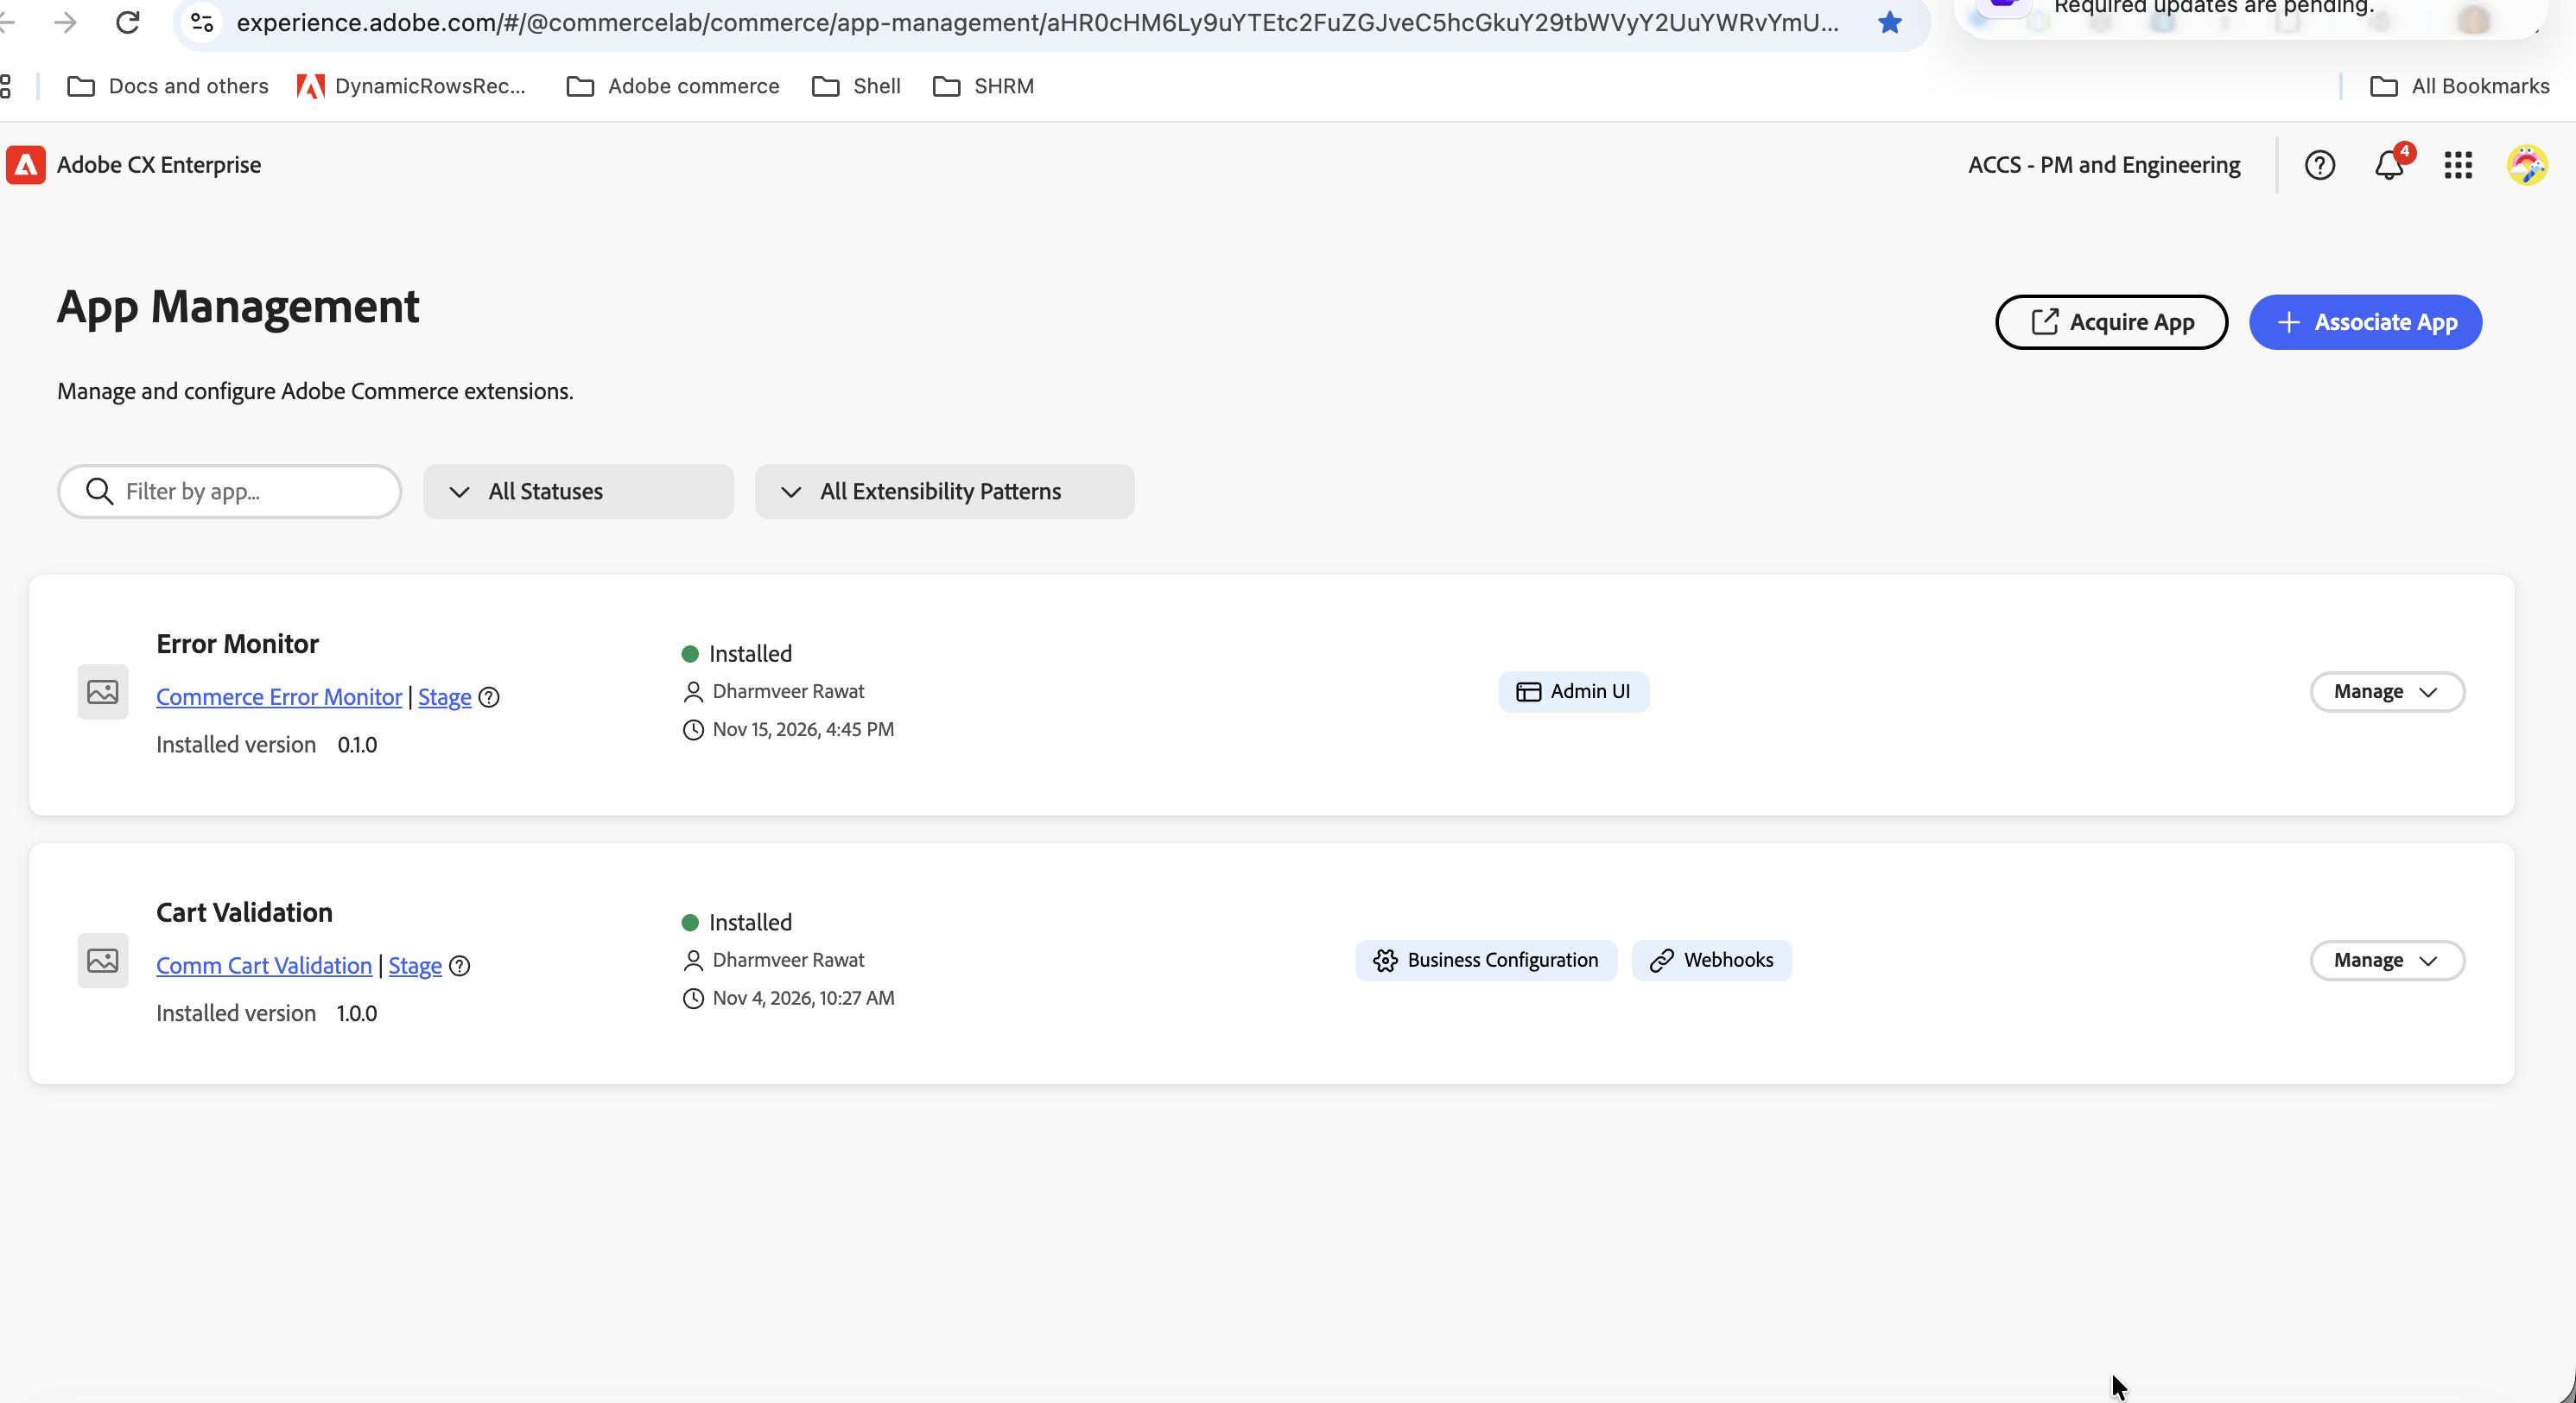 experience.adobe.com/#/@commercelab/commerce/app-management/aHR0cHM6Ly9uYTEtc2FuZGJveC5hcGkuY29tbWVyY2UuYWRvYmU...
Required updates are pending.
Docs and others
DynamicRowsRec...
Adobe commerce
Shell
SHRM
All Bookmarks
Adobe CX Enterprise
ACCS - PM and Engineering
4
App Management
Acquire App
Associate App
Manage and configure Adobe Commerce extensions.
Filter by app...
All Statuses
All Extensibility Patterns
Error Monitor
Commerce Error Monitor | Stage
Installed version 0.1.0
Installed
Dharmveer Rawat
Nov 15, 2026, 4:45 PM
Admin UI
Manage
Cart Validation
Comm Cart Validation | Stage
Installed version 1.0.0
Installed
Dharmveer Rawat
Nov 4, 2026, 10:27 AM
Business Configuration
Webhooks
Manage